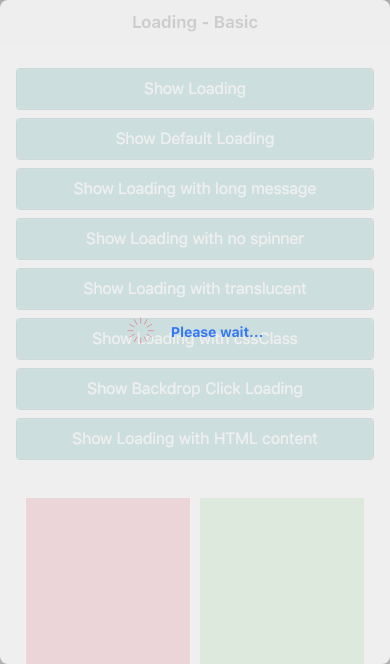 Loading - Basic
Show Loading
Show Default Loading
Show Loading with long message
Show Loading with no spinner
Show Loading with translucent
Please wait...
Show Loading with cssClass
Show Backdrop Click Loading
Show Loading with HTML content